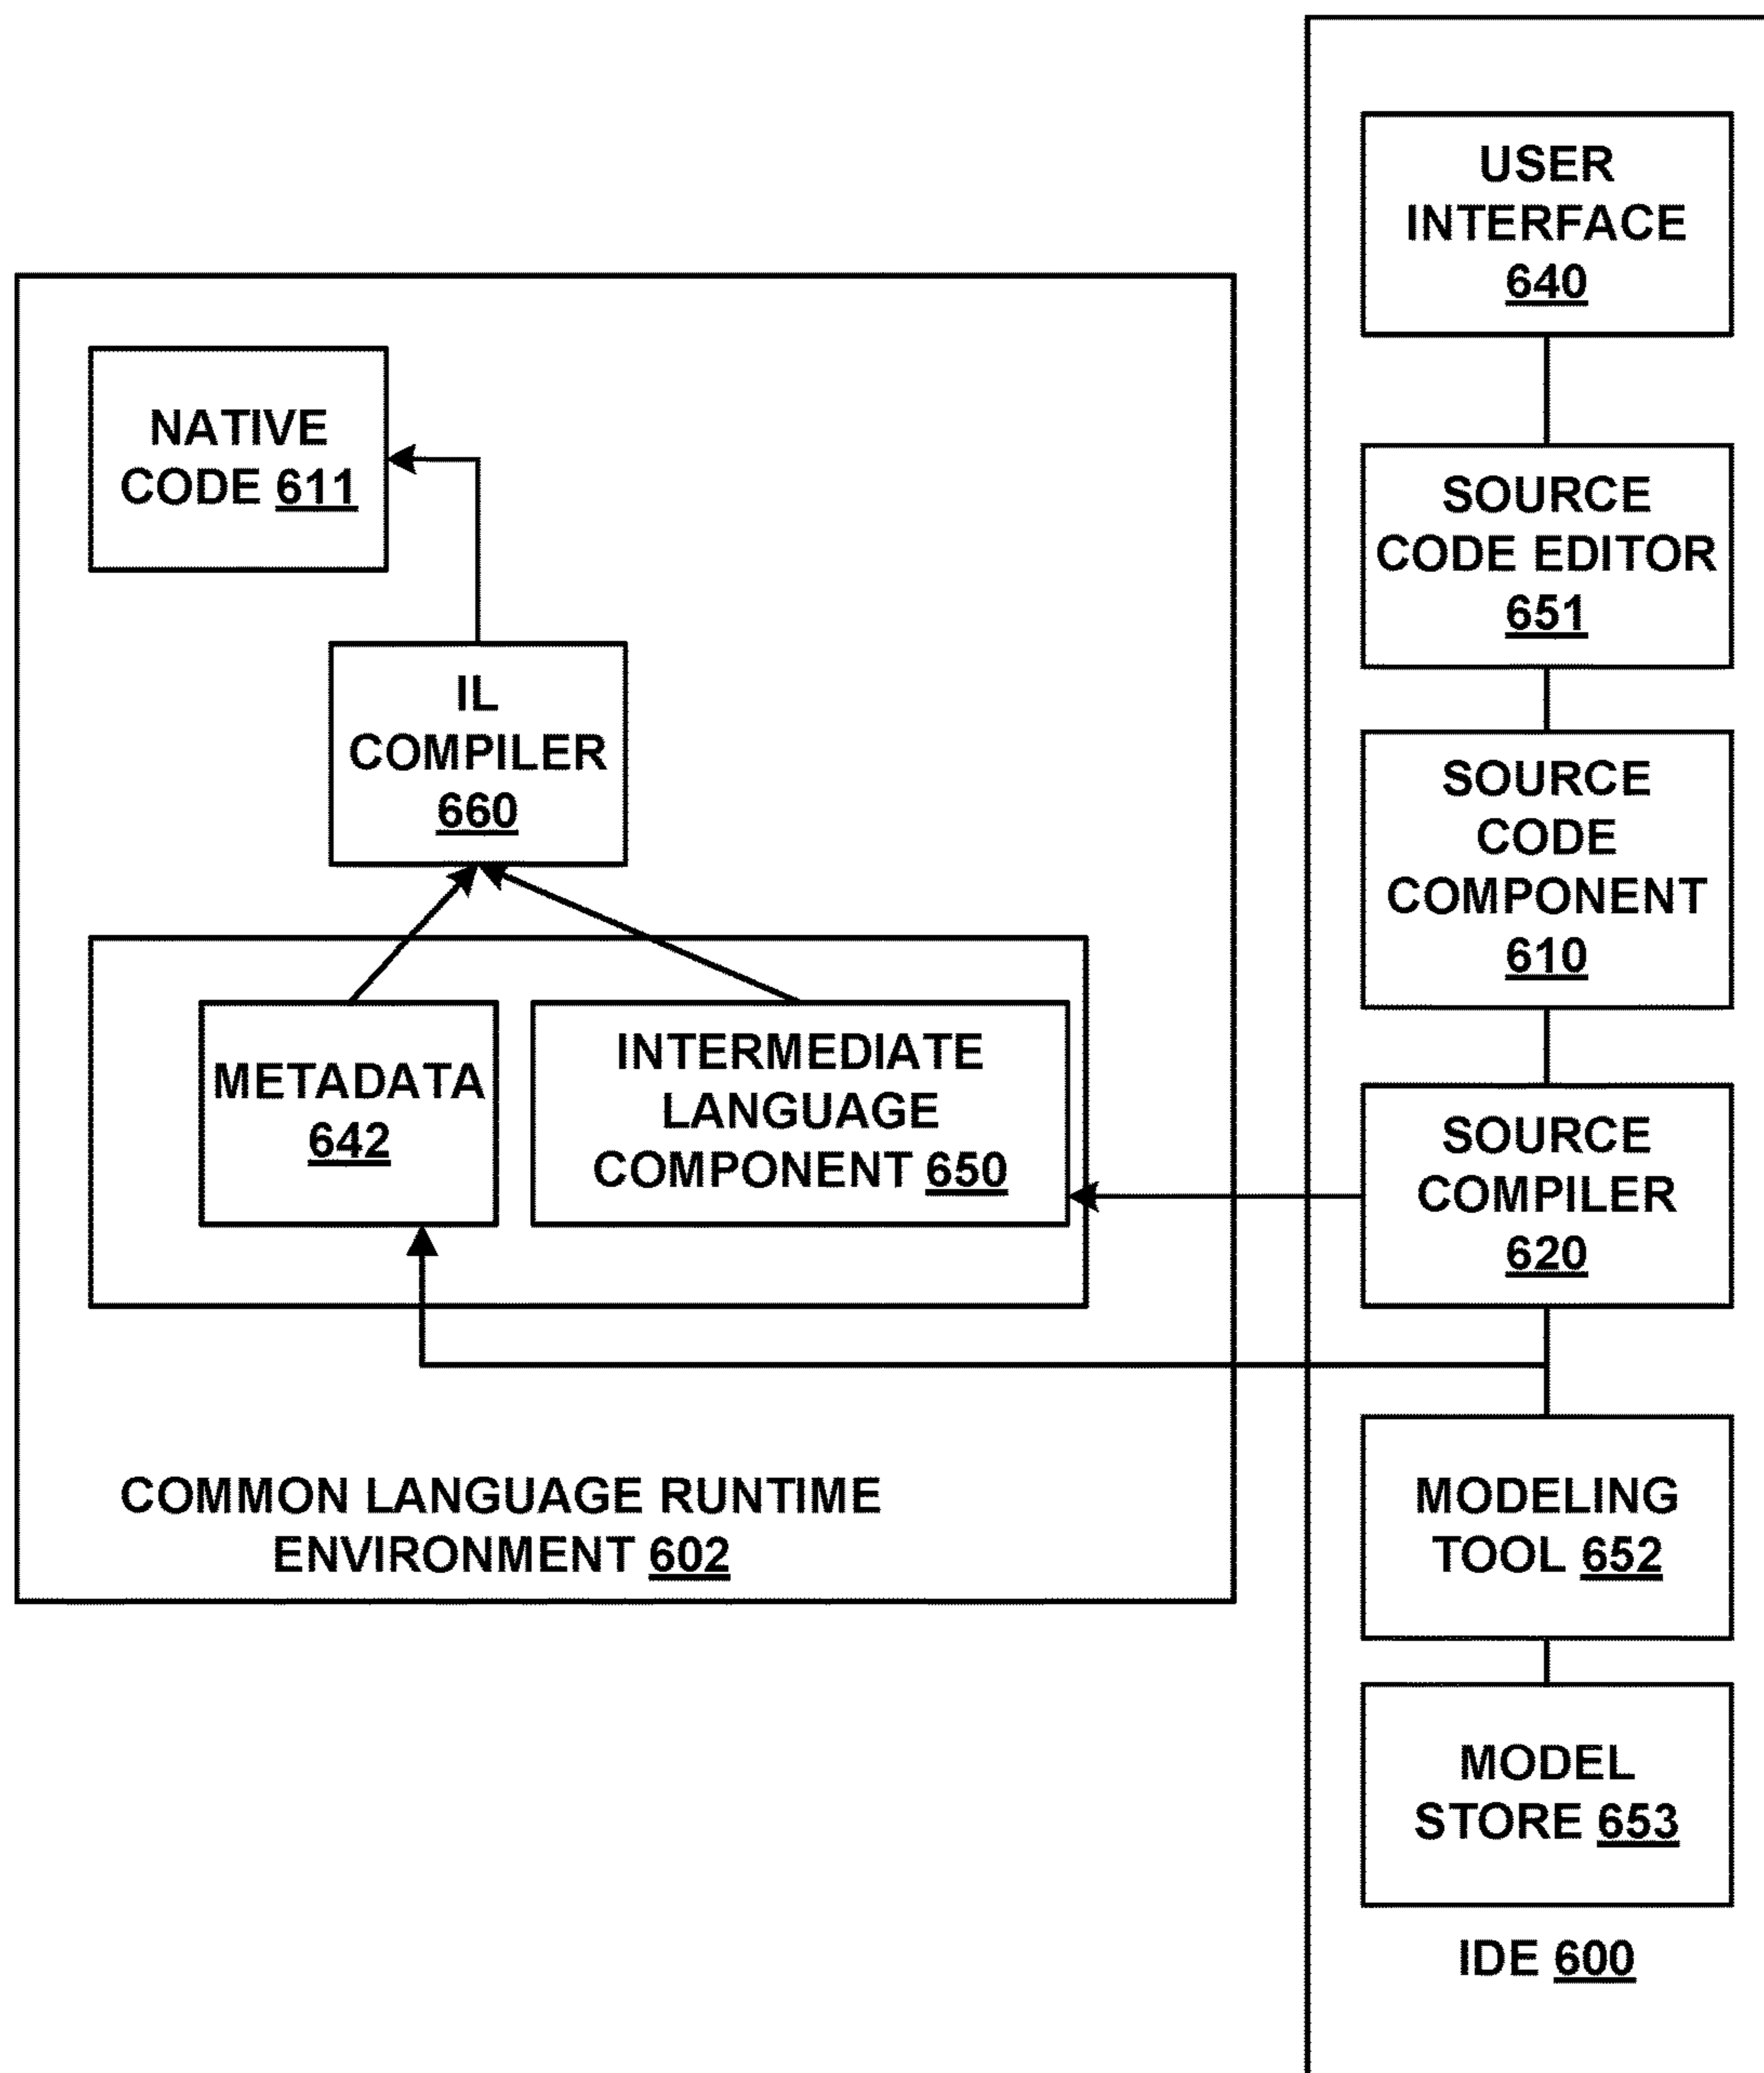 USER
INTERFACE
640
NATIVE
CODE 611
SOURCE
CODE EDITOR
651
IL
COMPILER
660
SOURCE
CODE
COMPONENT
610
METADATA
642
INTERMEDIATE
LANGUAGE
COMPONENT 650
SOURCE
COMPILER
620
COMMON LANGUAGE RUNTIME
ENVIRONMENT 602
MODELING
TOOL 652
MODEL
STORE 653
IDE 600